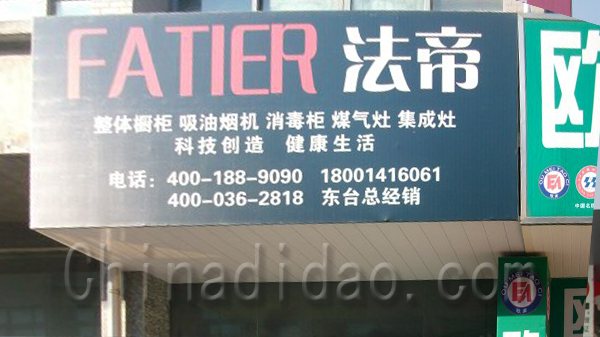 FATIER 法帝
整体橱柜 吸油烟机 消毒柜 煤气灶 集成灶
科技创造 健康生活
电话：400-188-9090 18001416061
400-036-2818 东台总经销
欧
Chinadidao.com